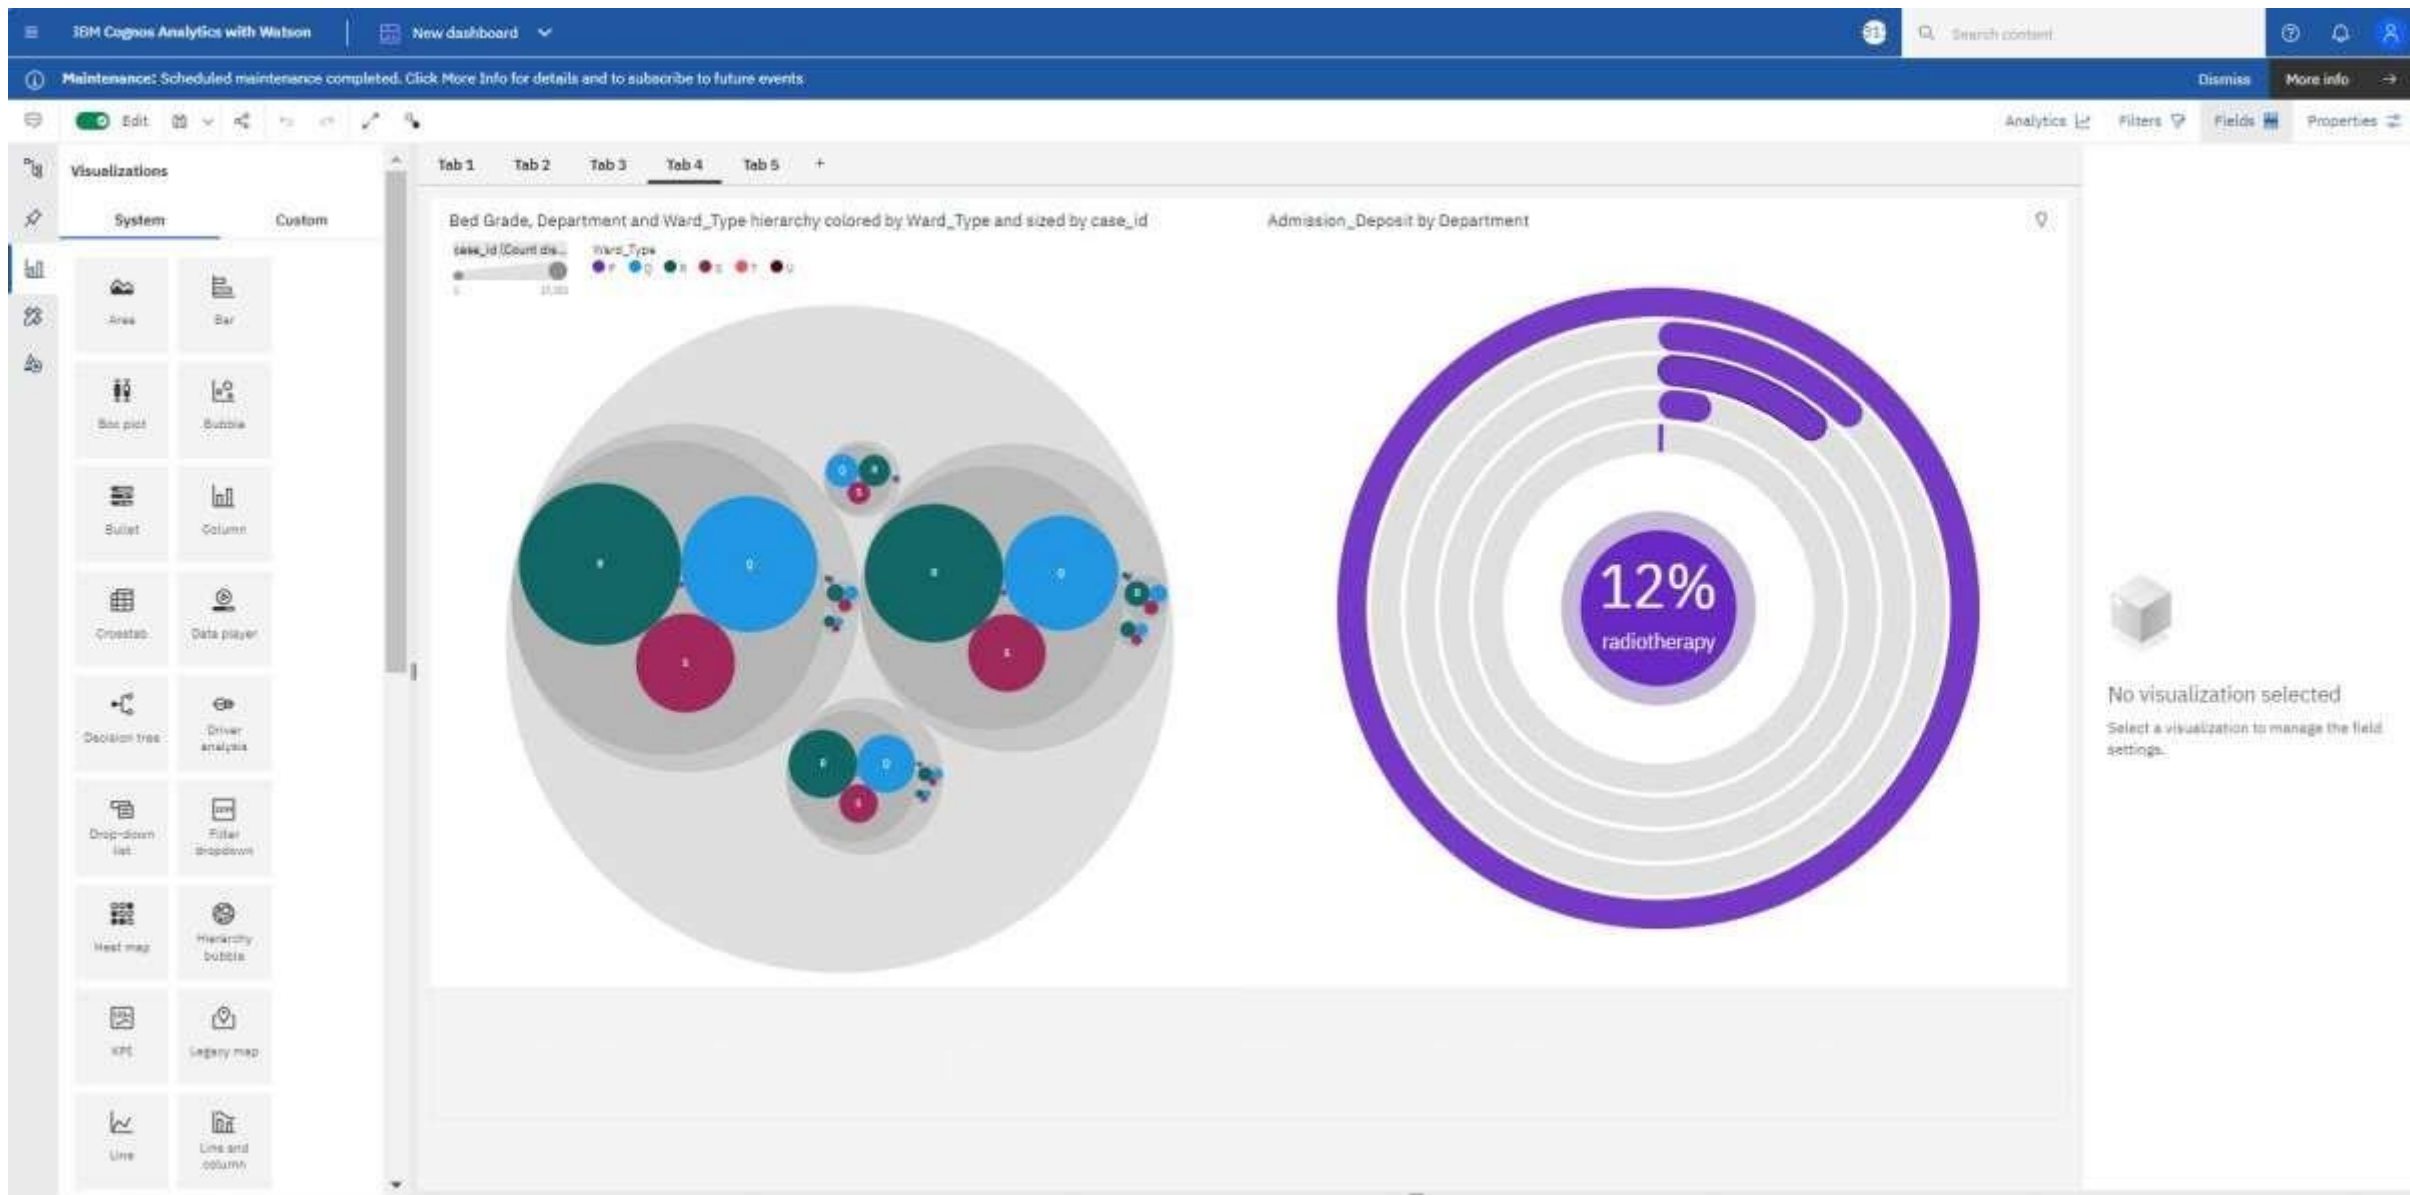 IBM Cognos Analytics with Watson
New dashboard
Search content
Maintenance: Scheduled maintenance completed. Click More Info for details and to subscribe to future events
Dismiss
More info
Edit
Analytics
Filters
Fields
Properties
Visualizations
System
Custom
Area
Bar
Box plot
Bubble
Bullet
Column
Crosstab
Data player
Decision tree
Driver
analysis
Drop-down
list
Filter
dropdown
Heat map
Hierarchy
bubble
KPI
Legacy map
Line
Line and
column
Tab 1
Tab 2
Tab 3
Tab 4
Tab 5
+
Bed Grade, Department and Ward_Type hierarchy colored by Ward_Type and sized by case_id
case_id (Count dis...
Ward_Type
P Q R S T U
Q R
S
R Q
S
R Q
S
R
R Q
S
Admission_Deposit by Department
12%
radiotherapy
No visualization selected
Select a visualization to manage the field
settings.